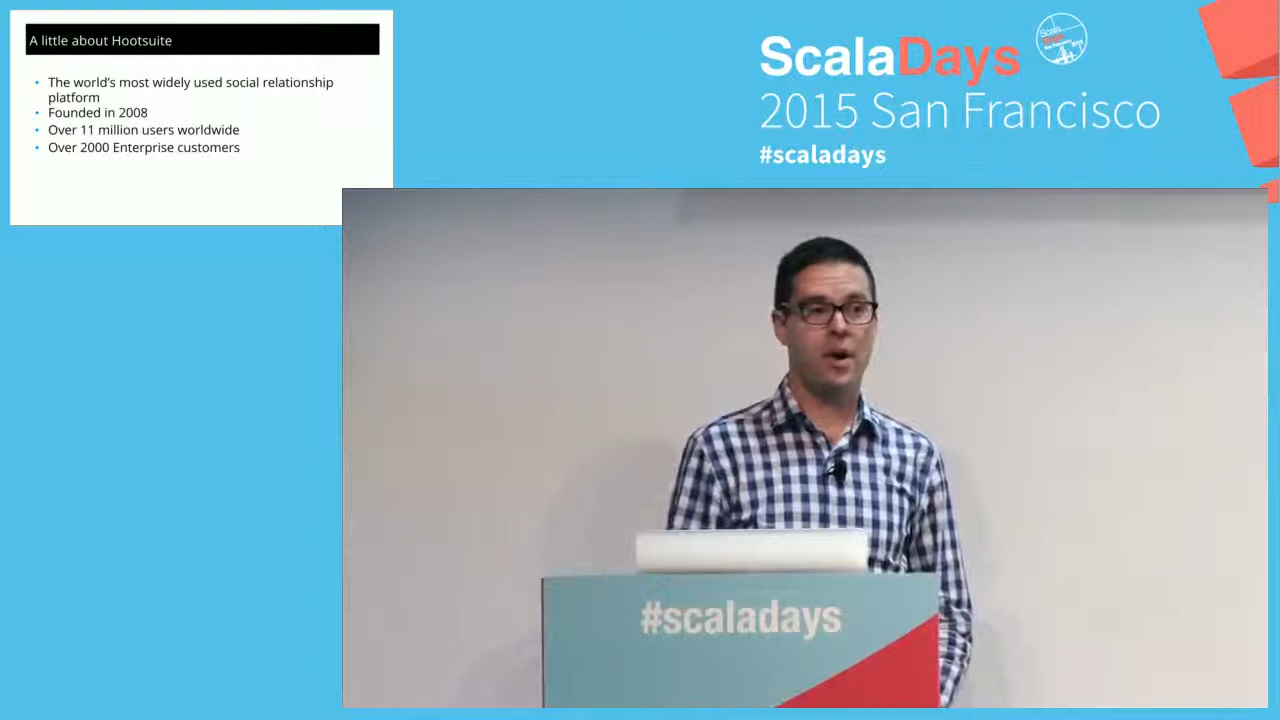 A little about Hootsuite
• The world's most widely used social relationship
platform
• Founded in 2008
• Over 11 million users worldwide
• Over 2000 Enterprise customers
ScalaDays
2015 San Francisco
#scaladays
#scaladays